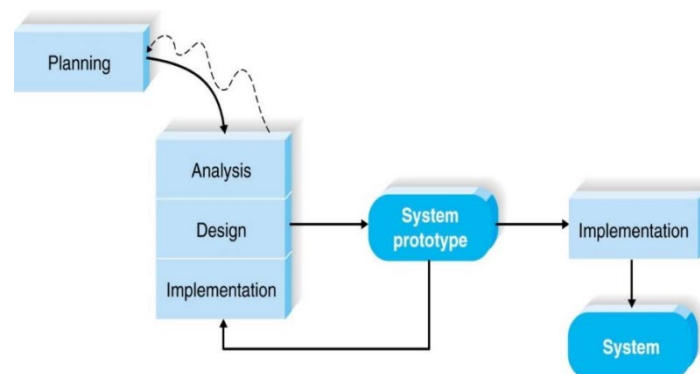 Planning
Analysis
Design
Implementation
System
prototype
Implementation
System